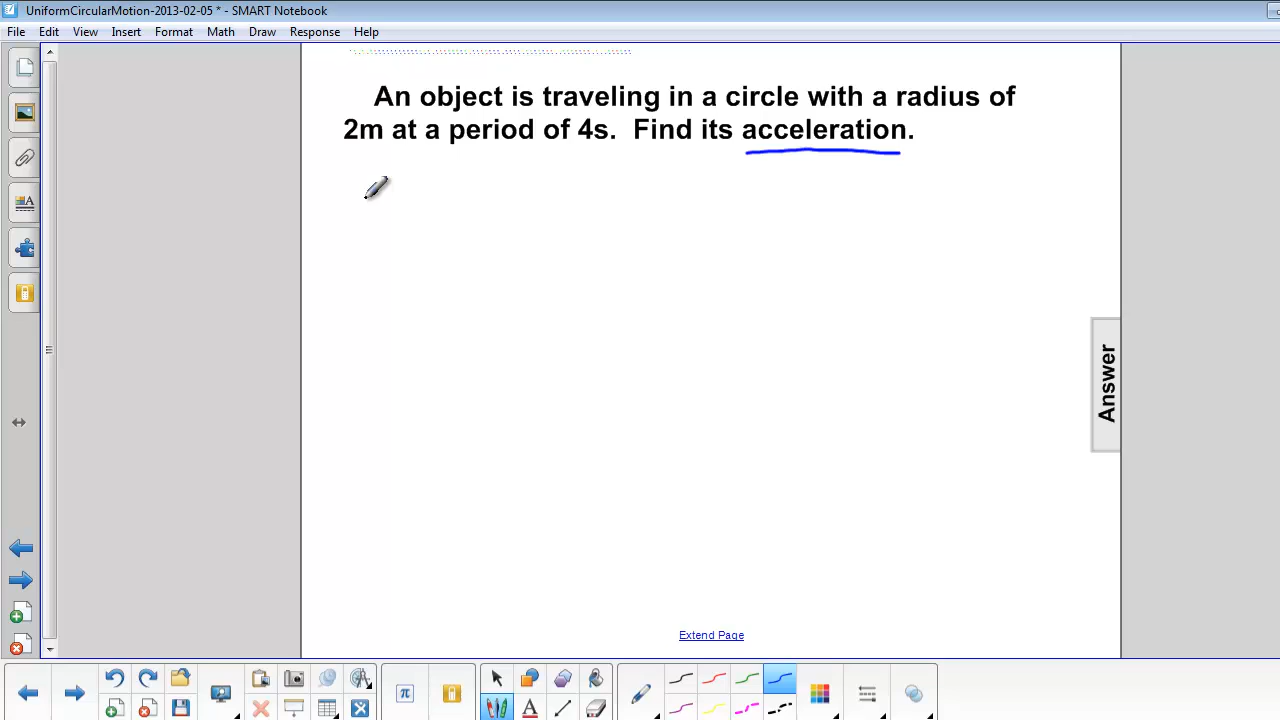 UniformCircularMotion-2013-02-05 * - SMART Notebook
File Edit View Insert Format Math Draw Response Help
An object is traveling in a circle with a radius of
2m at a period of 4s. Find its acceleration.
Answer
Extend Page